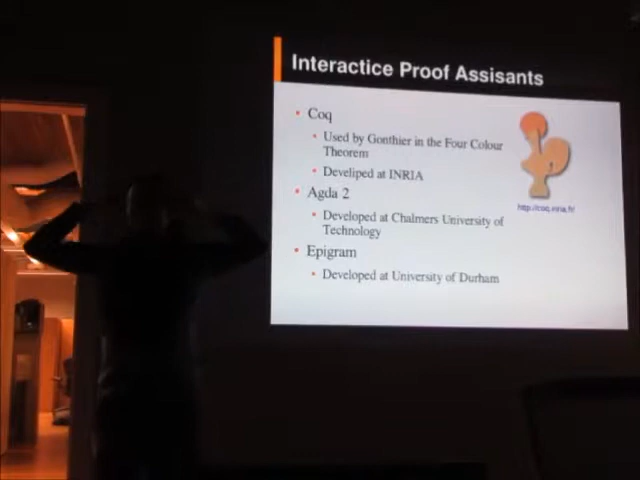 Interactice Proof Assisants
Coq
Used by Gonthier in the Four Colour
Theorem
Develiped at INRIA
Agda 2
Developed at Chalmers University of
Technology
Epigram
Developed at University of Durham
http://coq.inria.fr/